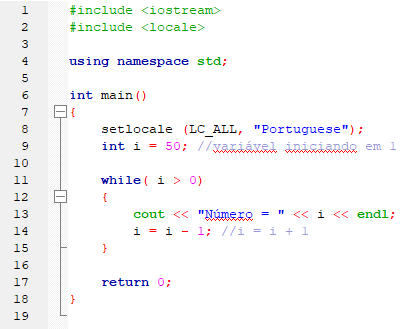 1 #include <iostream>
2 #include <locale>
3
4 using namespace std;
5
6 int main()
7 {
8 setlocale (LC_ALL, "Portuguese");
9 int i = 50; //variável iniciando em 1
10
11 while( i > 0)
12 {
13 cout << "Número = " << i << endl;
14 i = i - 1; //i = i + 1
15 }
16
17 return 0;
18 }
19